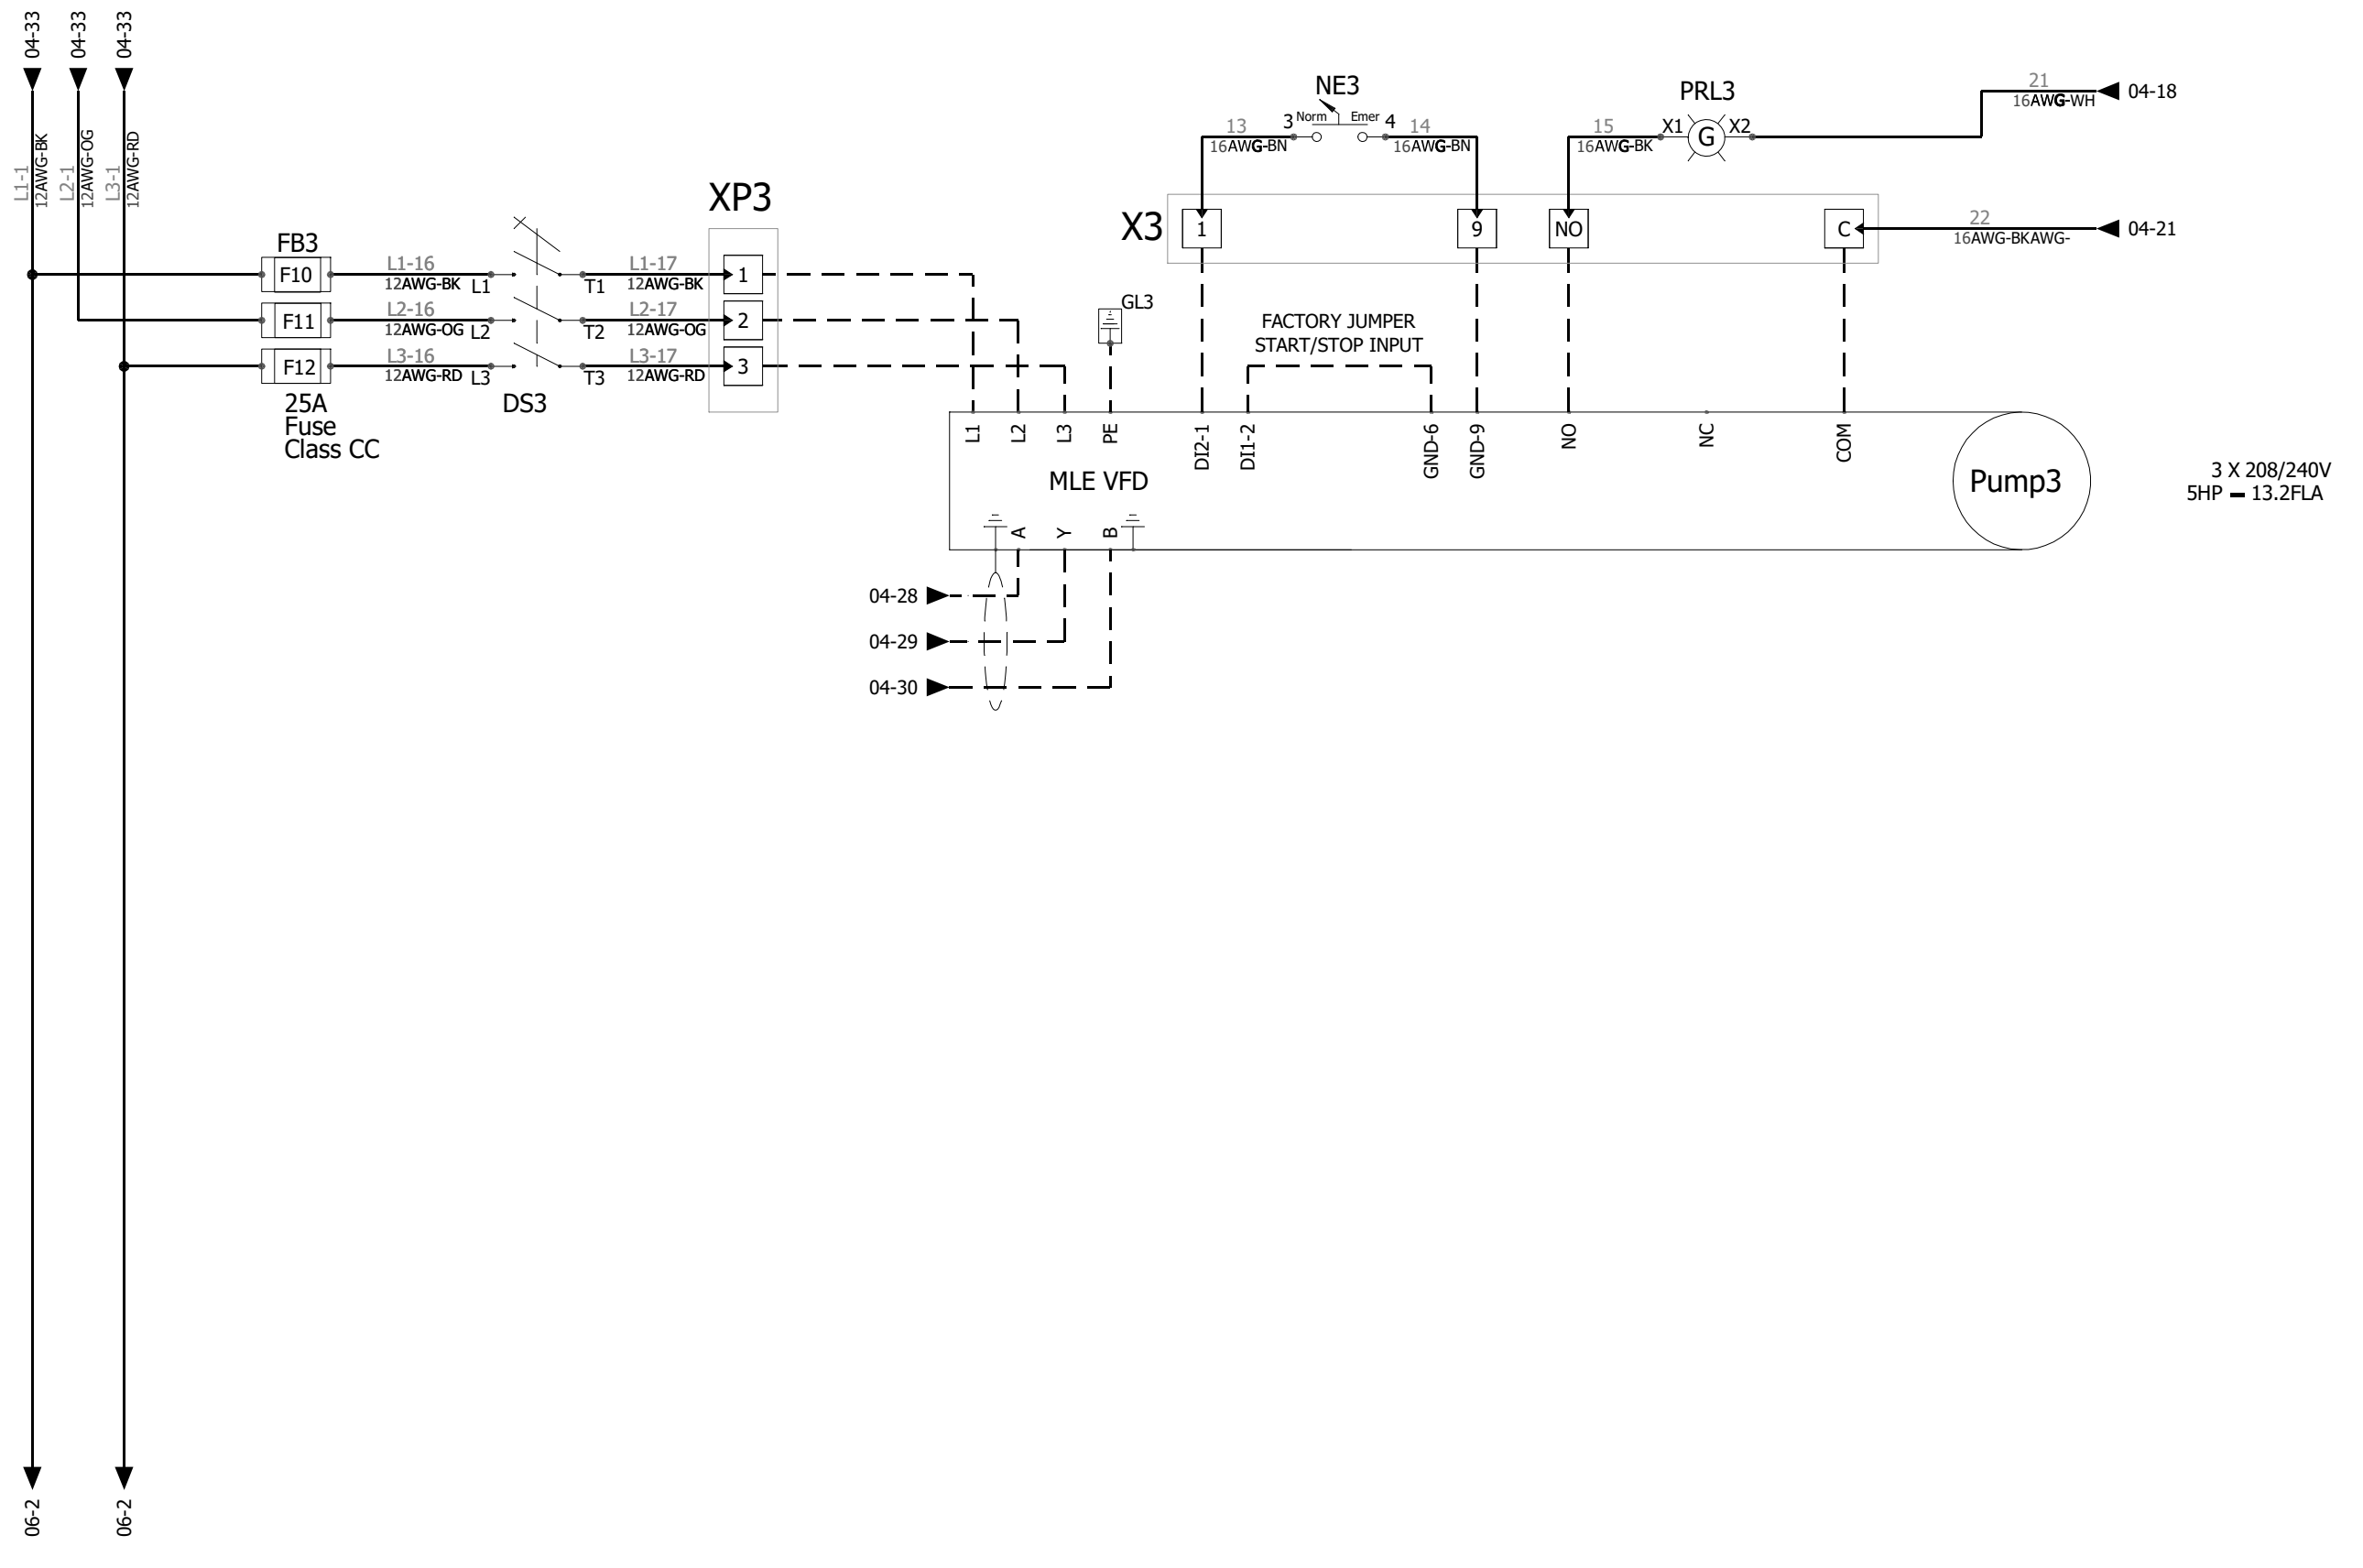 04-33
04-33
04-33
L1-1
12AWG-BK
L2-1
12AWG-OG
L3-1
12AWG-RD
FB3
F10
F11
F12
25A
Fuse
Class CC
L1-16
12AWG-BK
L1
L2-16
12AWG-OG
L2
L3-16
12AWG-RD
L3
DS3
T1
T2
T3
L1-17
12AWG-BK
L2-17
12AWG-OG
L3-17
12AWG-RD
XP3
1
2
3
NE3
13
16AWG-BN
3
Norm
Emer
4
14
16AWG-BN
PRL3
15
16AWG-BK
X1
G
X2
21
16AWG-WH
04-18
X3
1
9
NO
C
22
16AWG-BKAWG-
04-21
GL3
FACTORY JUMPER
START/STOP INPUT
L1
L2
L3
PE
DI2-1
DI1-2
GND-6
GND-9
NO
NC
COM
MLE VFD
Pump3
3 X 208/240V
5HP - 13.2FLA
A
Y
B
04-28
04-29
04-30
06-2
06-2